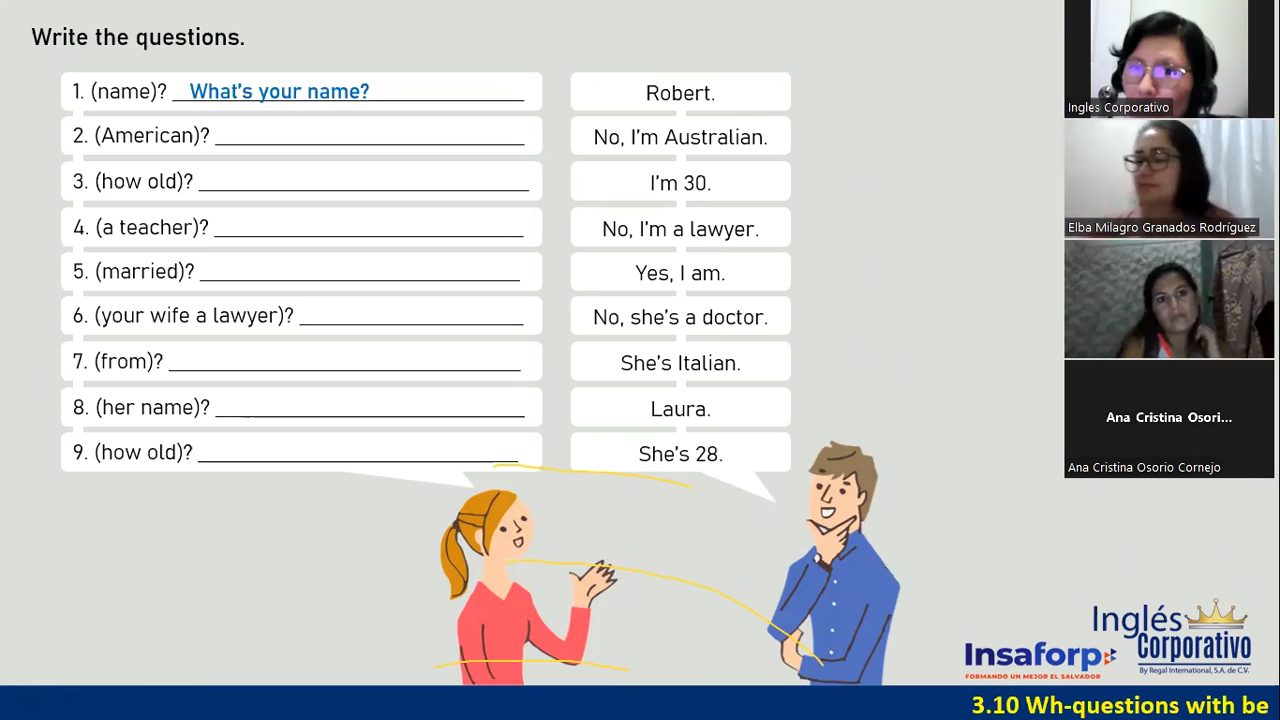 Write the questions.
1. (name)? What's your name? Robert.
2. (American)? No, I'm Australian.
3. (how old)? I'm 30.
4. (a teacher)? No, I'm a lawyer.
5. (married)? Yes, I am.
6. (your wife a lawyer)? No, she's a doctor.
7. (from)? She's Italian.
8. (her name)? Laura.
9. (how old)? She's 28.
Ingles Corporativo
Elba Milagro Granados Rodríguez
Ana Cristina Osori...
Ana Cristina Osorio Cornejo
Insaforp
FORMANDO UN MEJOR EL SALVADOR
Inglés
Corporativo
By Regal International, S.A. de C.V.
3.10 Wh-questions with be